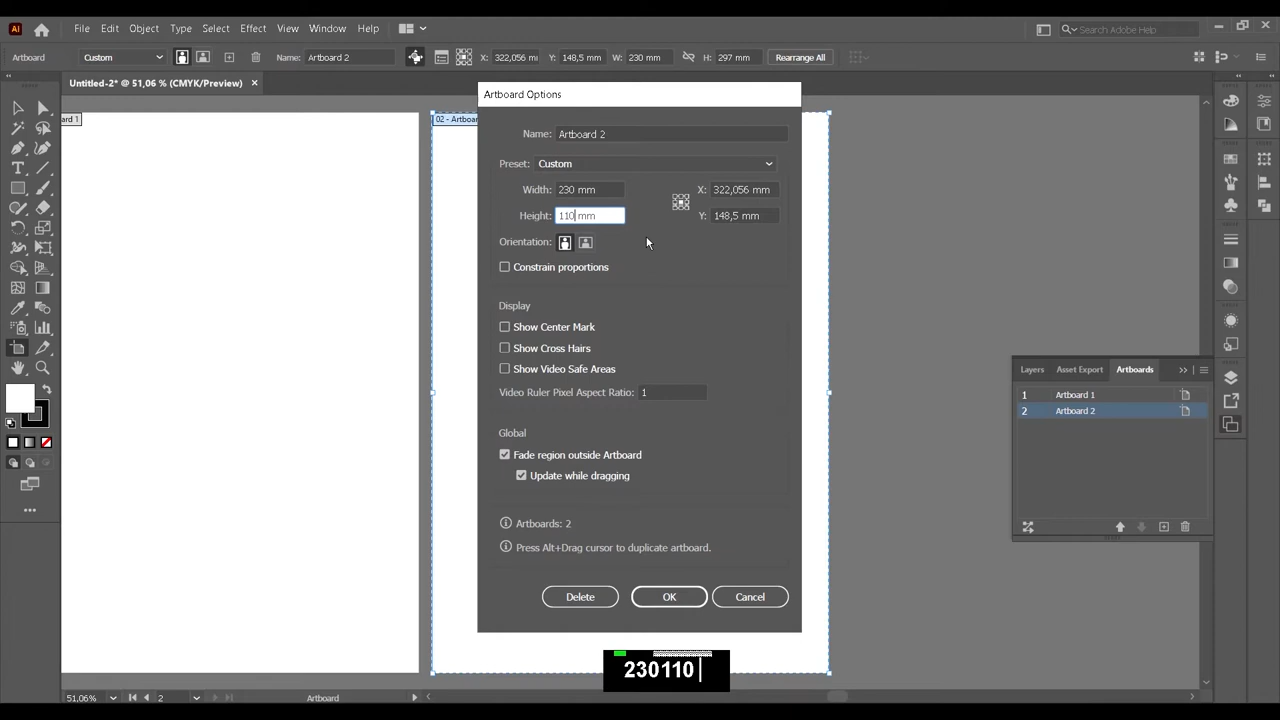 Ai File Edit Object Type Select Effect View Window Help Search Adobe Help
Artboard Custom Name: Artboard 2 X: 322,056 mm Y: 148,5 mm W: 230 mm H: 297 mm Rearrange All
Untitled-2* @ 51,06 % (CMYK/Preview) ×
ard 1
02 - Artboar
Artboard Options
Name: Artboard 2
Preset: Custom
Width: 230 mm X: 322,056 mm
Height: 110 mm Y: 148,5 mm
Orientation:
Constrain proportions
Display
Show Center Mark
Show Cross Hairs
Show Video Safe Areas
Video Ruler Pixel Aspect Ratio: 1
Global
Fade region outside Artboard
Update while dragging
Artboards: 2
Press Alt+Drag cursor to duplicate artboard.
Delete OK Cancel
Layers Asset Export Artboards
1 Artboard 1
2 Artboard 2
230110
51,06% 2 Artboard